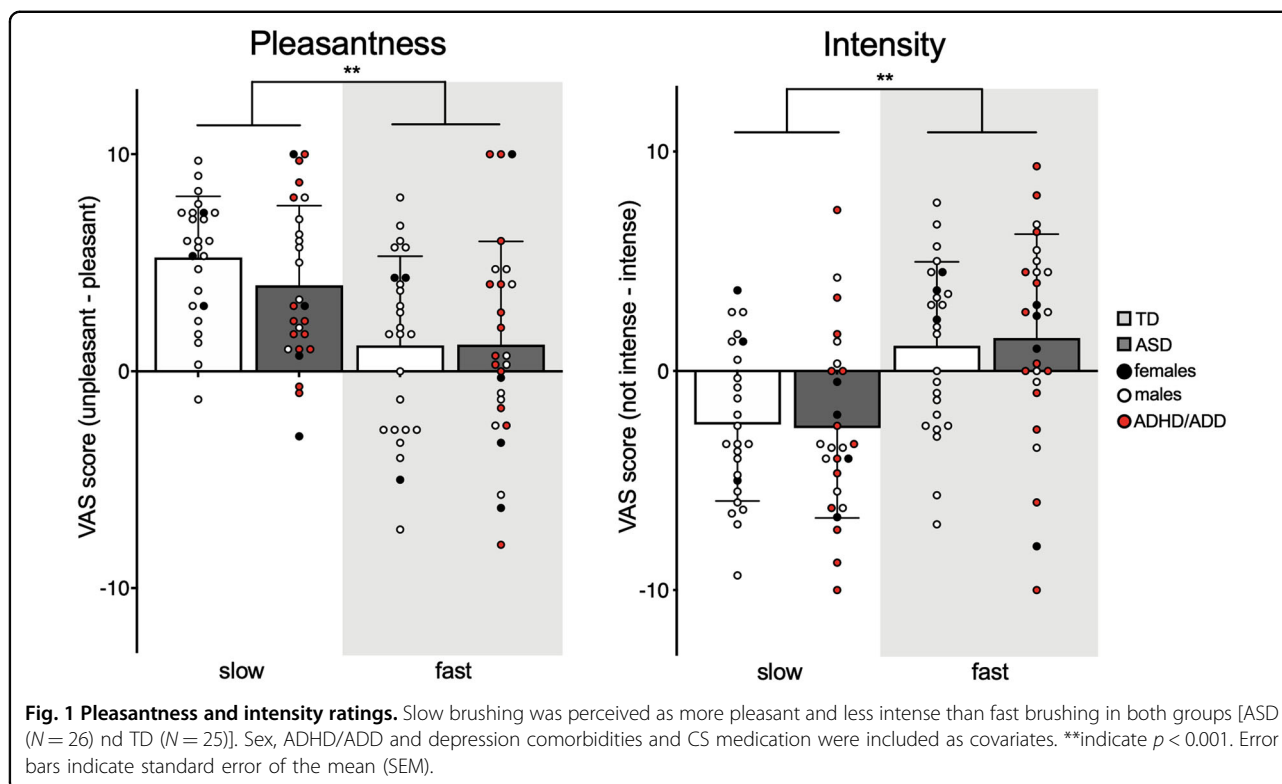 Pleasantness
Intensity
**
**
VAS score (unpleasant - pleasant)
10
0
-10
slow
fast
VAS score (not intense - intense)
10
0
-10
slow
fast
TD
ASD
females
males
ADHD/ADD
Fig. 1 Pleasantness and intensity ratings. Slow brushing was perceived as more pleasant and less intense than fast brushing in both groups [ASD
(N = 26) nd TD (N = 25)]. Sex, ADHD/ADD and depression comorbidities and CS medication were included as covariates. **indicate p < 0.001. Error
bars indicate standard error of the mean (SEM).